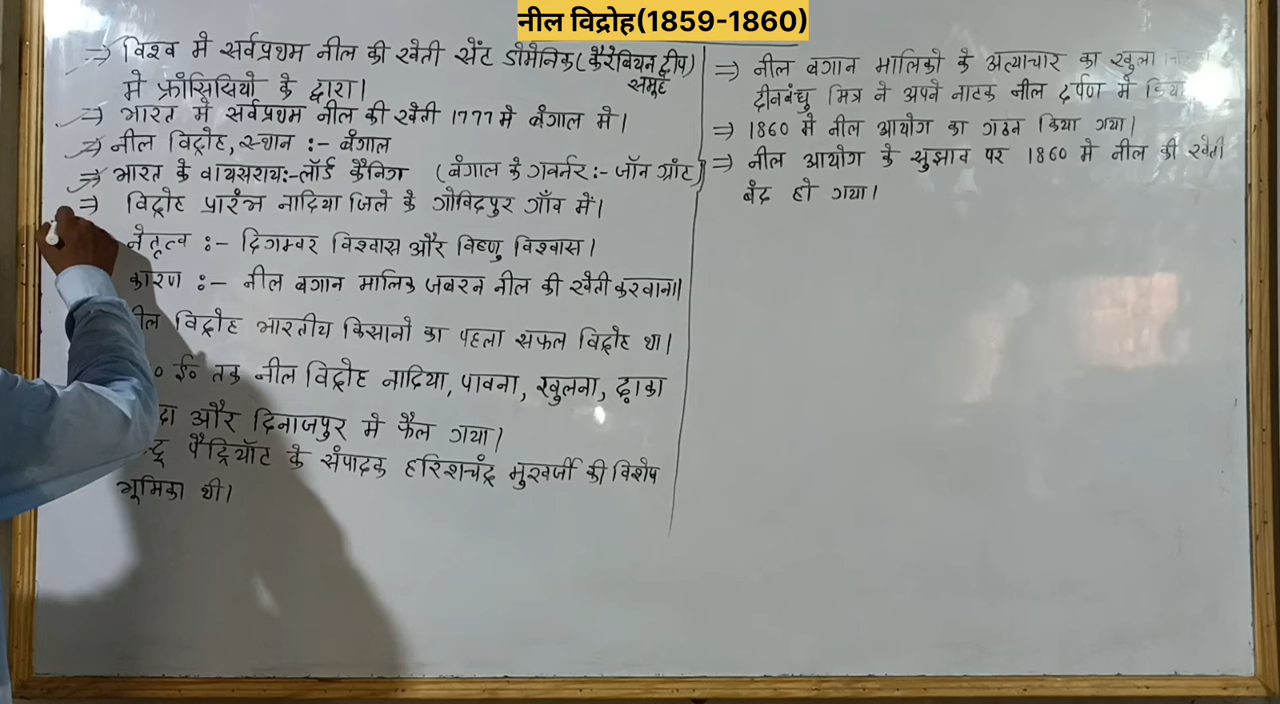 नील विद्रोह(1859-1860)
⇒ विश्व मे सर्वप्रथम नील की खेती सेंट डोमेनिक (कैरेबियन द्वीप समूह)
मे फ्रांसिसियो के द्वारा।
⇒ भारत मे सर्वप्रथम नील की खेती 1777 मे बंगाल मे।
⇒ नील विद्रोह, स्थान :- बंगाल
⇒ भारत के वायसराय:- लॉर्ड कैनिंग (बंगाल के गवर्नर:- जॉन ग्रांट)
⇒ विद्रोह प्रारंभ नादिया जिले के गोविंदपुर गाँव में।
नेतृत्व :- दिगम्बर विश्वास और विष्णु विश्वास।
कारण :- नील बगान मालिक जबरन नील की खेती करवाना।
नील विद्रोह भारतीय किसानो का पहला सफल विद्रोह था।
ई० तक नील विद्रोह नादिया, पावना, खुलना, ढ़ाका
और दिनाजपुर मे फैल गया।
पैट्रियॉट के संपादक हरिशचंद्र मुखर्जी की विशेष
भूमिका थी।
⇒ नील बगान मालिको के अत्याचार का खुला
दीनबंधु मित्र ने अपने नाटक नील दर्पण मे
⇒ 1860 मे नील आयोग का गठन किया गया।
⇒ नील आयोग के सुझाव पर 1860 मे नील की खेती
बंद हो गया।